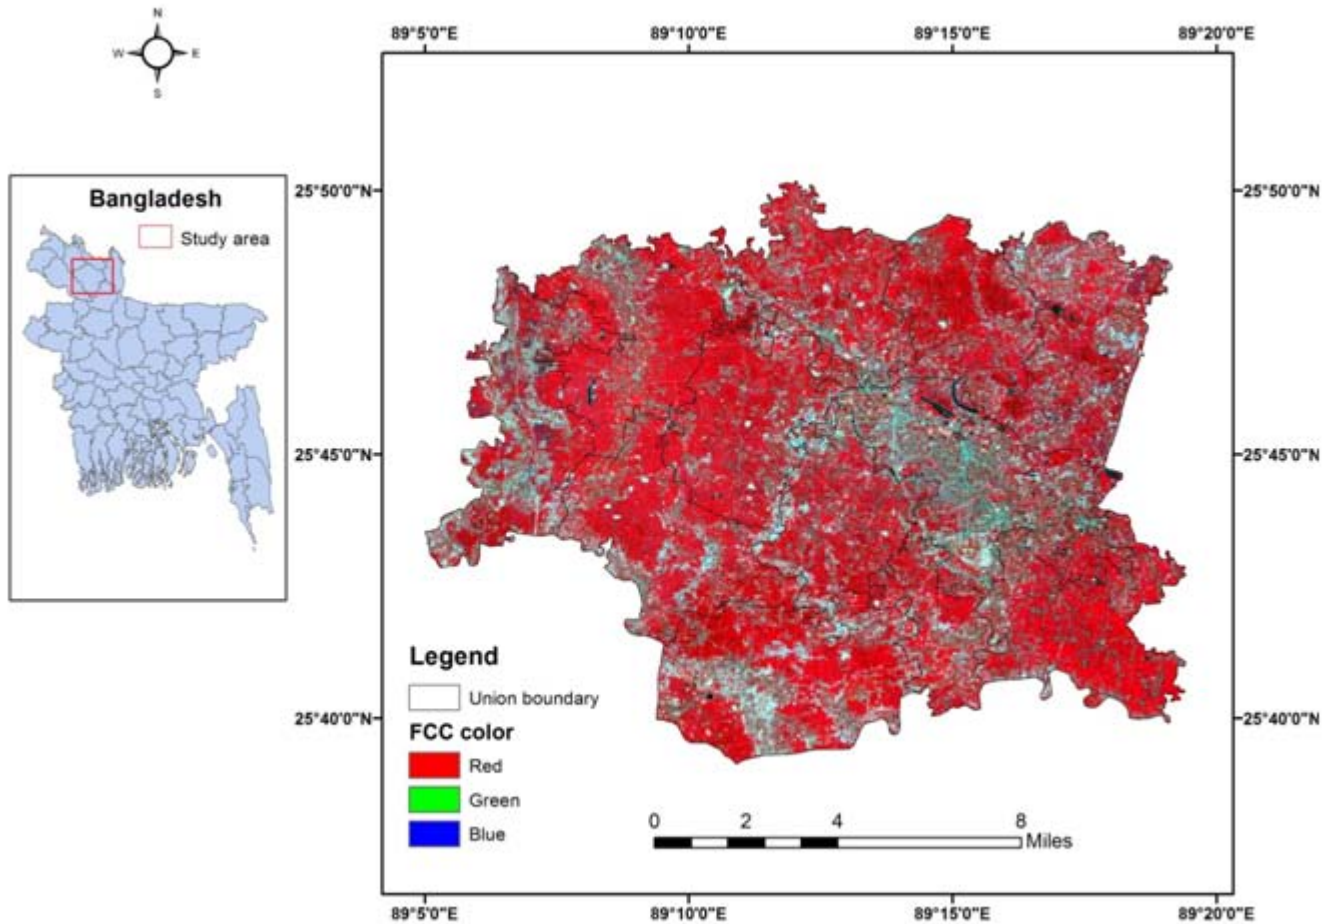 N
W E
S
89°5'0"E 89°10'0"E 89°15'0"E 89°20'0"E
Bangladesh
Study area
25°50'0"N 25°50'0"N
25°45'0"N 25°45'0"N
25°40'0"N 25°40'0"N
Legend
Union boundary
FCC color
Red
Green
Blue
0 2 4 8
Miles
89°5'0"E 89°10'0"E 89°15'0"E 89°20'0"E